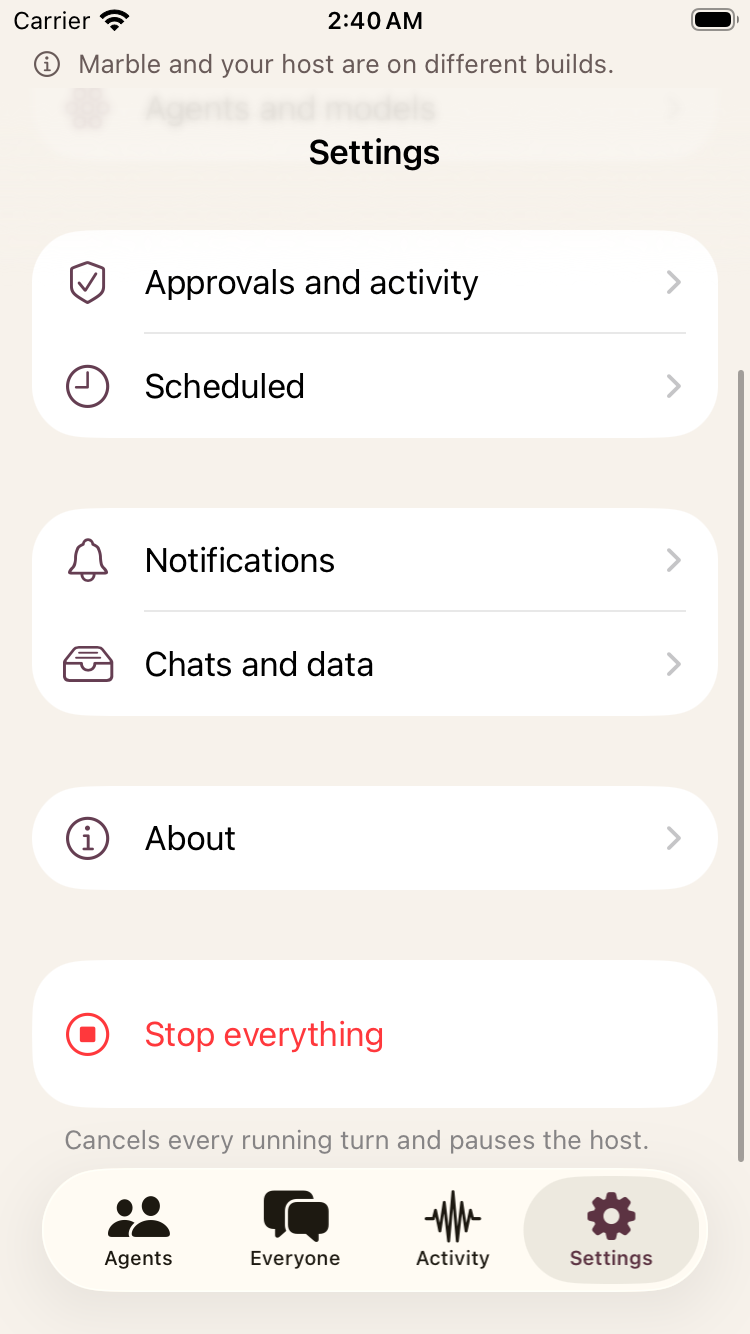 Carrier 2:40 AM
Marble and your host are on different builds.
Agents and models
Settings
Approvals and activity
Scheduled
Notifications
Chats and data
About
Stop everything
Cancels every running turn and pauses the host.
Agents Everyone Activity Settings